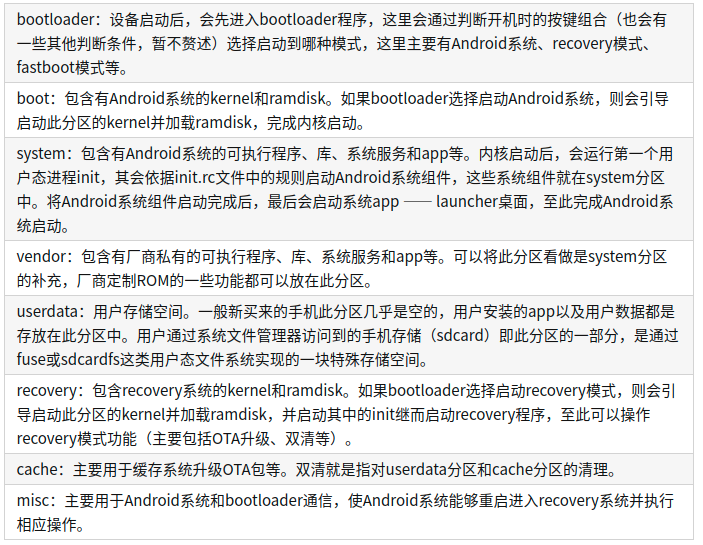 bootloader：设备启动后，会先进入bootloader程序，这里会通过判断开机时的按键组合（也会有
一些其他判断条件，暂不赘述）选择启动到哪种模式，这里主要有Android系统、recovery模式、
fastboot模式等。
boot：包含有Android系统的kernel和ramdisk。如果bootloader选择启动Android系统，则会引导
启动此分区的kernel并加载ramdisk，完成内核启动。
system：包含有Android系统的可执行程序、库、系统服务和app等。内核启动后，会运行第一个用
户态进程init，其会依据init.rc文件中的规则启动Android系统组件，这些系统组件就在system分区
中。将Android系统组件启动完成后，最后会启动系统app —— launcher桌面，至此完成Android系
统启动。
vendor：包含有厂商私有的可执行程序、库、系统服务和app等。可以将此分区看做是system分区
的补充，厂商定制ROM的一些功能都可以放在此分区。
userdata：用户存储空间。一般新买来的手机此分区几乎是空的，用户安装的app以及用户数据都是
存放在此分区中。用户通过系统文件管理器访问到的手机存储（sdcard）即此分区的一部分，是通过
fuse或sdcardfs这类用户态文件系统实现的一块特殊存储空间。
recovery：包含recovery系统的kernel和ramdisk。如果bootloader选择启动recovery模式，则会引
导启动此分区的kernel并加载ramdisk，并启动其中的init继而启动recovery程序，至此可以操作
recovery模式功能（主要包括OTA升级、双清等）。
cache：主要用于缓存系统升级OTA包等。双清就是指对userdata分区和cache分区的清理。
misc：主要用于Android系统和bootloader通信，使Android系统能够重启进入recovery系统并执行
相应操作。